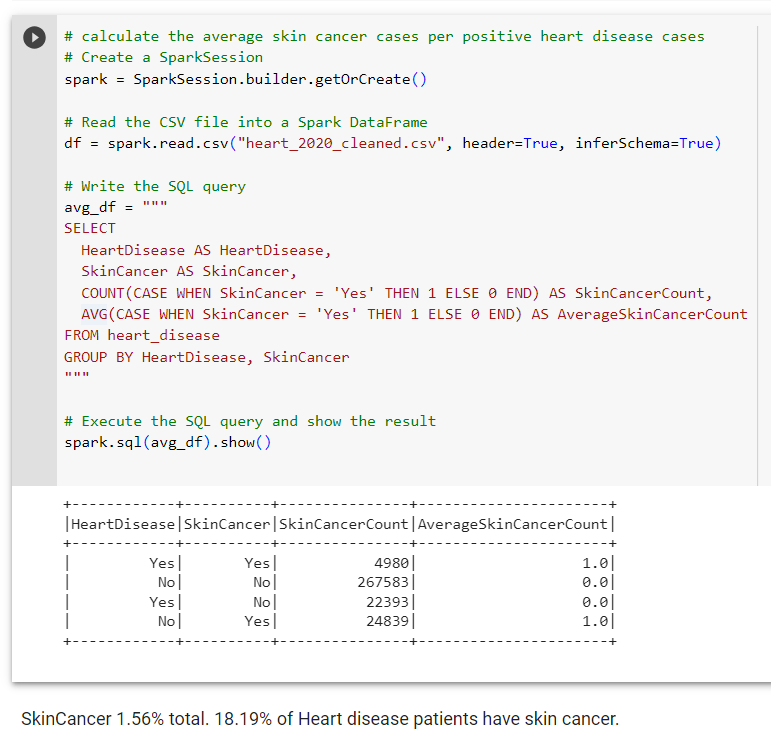 # calculate the average skin cancer cases per positive heart disease cases
# Create a SparkSession
spark = SparkSession.builder.getOrCreate()
# Read the CSV file into a Spark DataFrame
df = spark.read.csv("heart_2020_cleaned.csv", header=True, inferSchema=True)
# Write the SQL query
avg_df = """
SELECT
  HeartDisease AS HeartDisease,
  SkinCancer AS SkinCancer,
  COUNT(CASE WHEN SkinCancer = 'Yes' THEN 1 ELSE 0 END) AS SkinCancerCount,
  AVG(CASE WHEN SkinCancer = 'Yes' THEN 1 ELSE 0 END) AS AverageSkinCancerCount
FROM heart_disease
GROUP BY HeartDisease, SkinCancer
"""
# Execute the SQL query and show the result
spark.sql(avg_df).show()
+------------+----------+---------------+----------------------+
|HeartDisease|SkinCancer|SkinCancerCount|AverageSkinCancerCount|
+------------+----------+---------------+----------------------+
|         Yes|       Yes|           4980|                   1.0|
|          No|        No|         267583|                   0.0|
|         Yes|        No|          22393|                   0.0|
|          No|       Yes|          24839|                   1.0|
+------------+----------+---------------+----------------------+
SkinCancer 1.56% total. 18.19% of Heart disease patients have skin cancer.